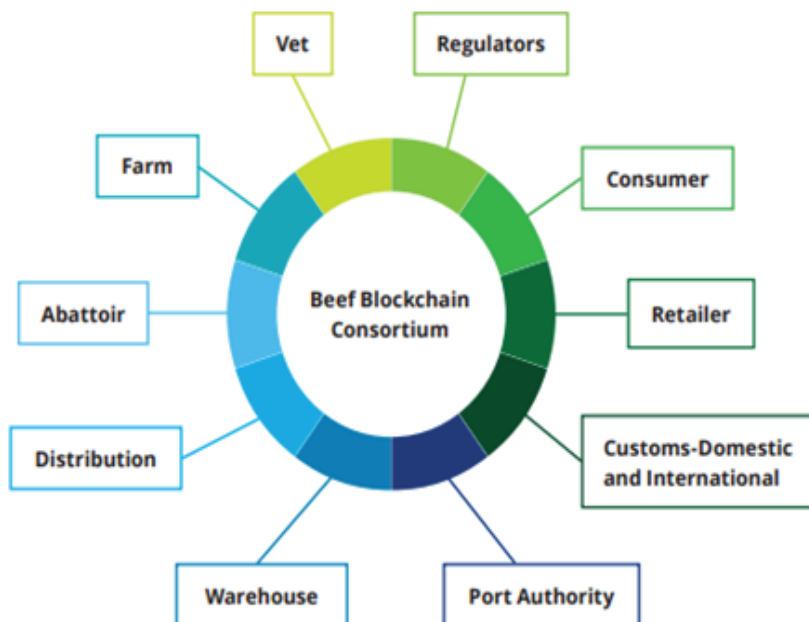 Vet
Regulators
Farm
Consumer
Abattoir
Beef Blockchain
Consortium
Retailer
Distribution
Customs-Domestic
and International
Warehouse
Port Authority